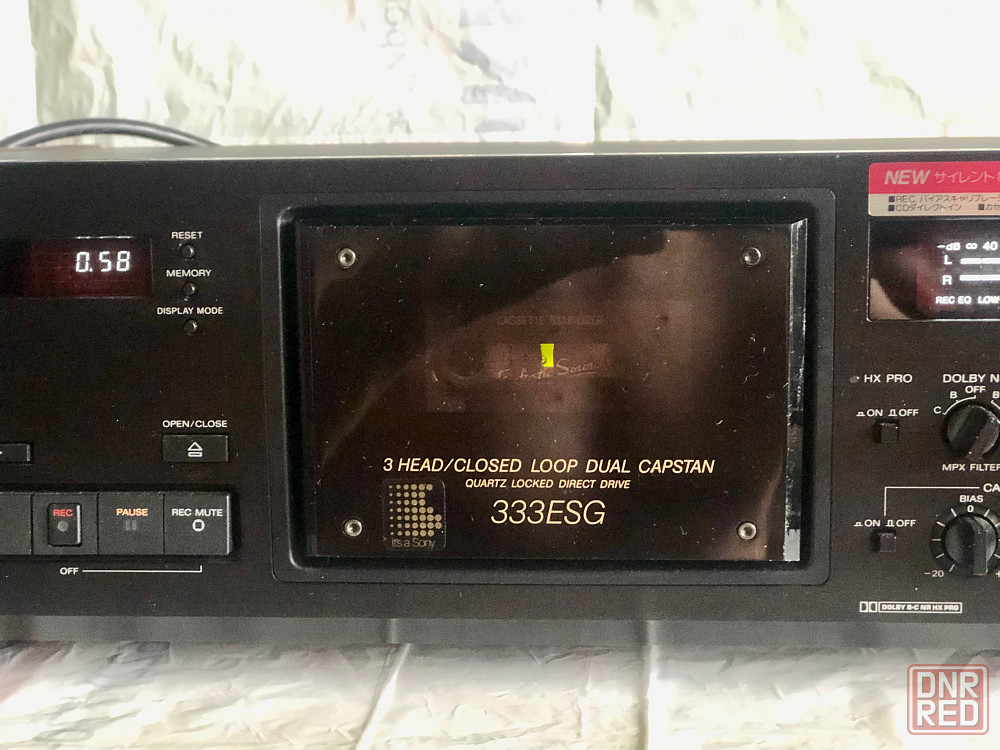 0.58
RESET
MEMORY
DISPLAY MODE
OPEN/CLOSE
REC
PAUSE
REC MUTE
OFF
CASSETTE STABILIZER
Sound
3 HEAD/CLOSED LOOP DUAL CAPSTAN
QUARTZ LOCKED DIRECT DRIVE
333ESG
It's a Sony
NEW サイレント
■REC バイアスキャリブレー
■CDダイレクトイン ■カセ
-dB ∞ 40
L
R
REC EQ LOW
HX PRO
ON OFF
DOLBY N
OFF
B B
C
MPX FILTER
CA
BIAS
0
ON OFF
-20 +
DOLBY B-C NR HX PRO
DNR
RED